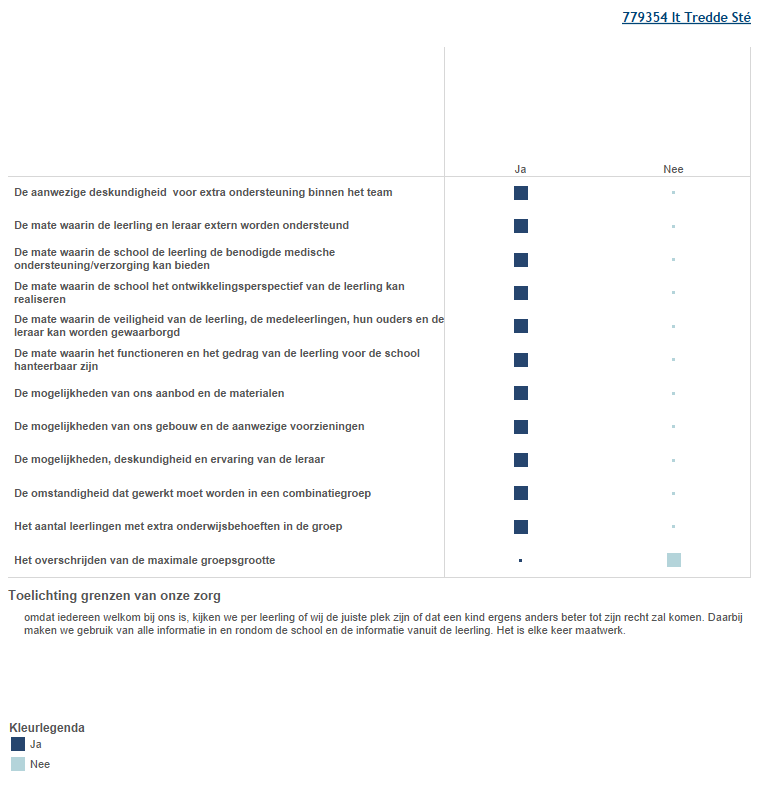 779354 It Tredde Sté
Ja Nee
De aanwezige deskundigheid  voor extra ondersteuning binnen het team
De mate waarin de leerling en leraar extern worden ondersteund
De mate waarin de school de leerling de benodigde medische
ondersteuning/verzorging kan bieden
De mate waarin de school het ontwikkelingsperspectief van de leerling kan
realiseren
De mate waarin de veiligheid van de leerling, de medeleerlingen, hun ouders en de
leraar kan worden gewaarborgd
De mate waarin het functioneren en het gedrag van de leerling voor de school
hanteerbaar zijn
De mogelijkheden van ons aanbod en de materialen
De mogelijkheden van ons gebouw en de aanwezige voorzieningen
De mogelijkheden, deskundigheid en ervaring van de leraar
De omstandigheid dat gewerkt moet worden in een combinatiegroep
Het aantal leerlingen met extra onderwijsbehoeften in de groep
Het overschrijden van de maximale groepsgrootte
Toelichting grenzen van onze zorg
omdat iedereen welkom bij ons is, kijken we per leerling of wij de juiste plek zijn of dat een kind ergens anders beter tot zijn recht zal komen. Daarbij
maken we gebruik van alle informatie in en rondom de school en de informatie vanuit de leerling. Het is elke keer maatwerk.
Kleurlegenda
Ja
Nee